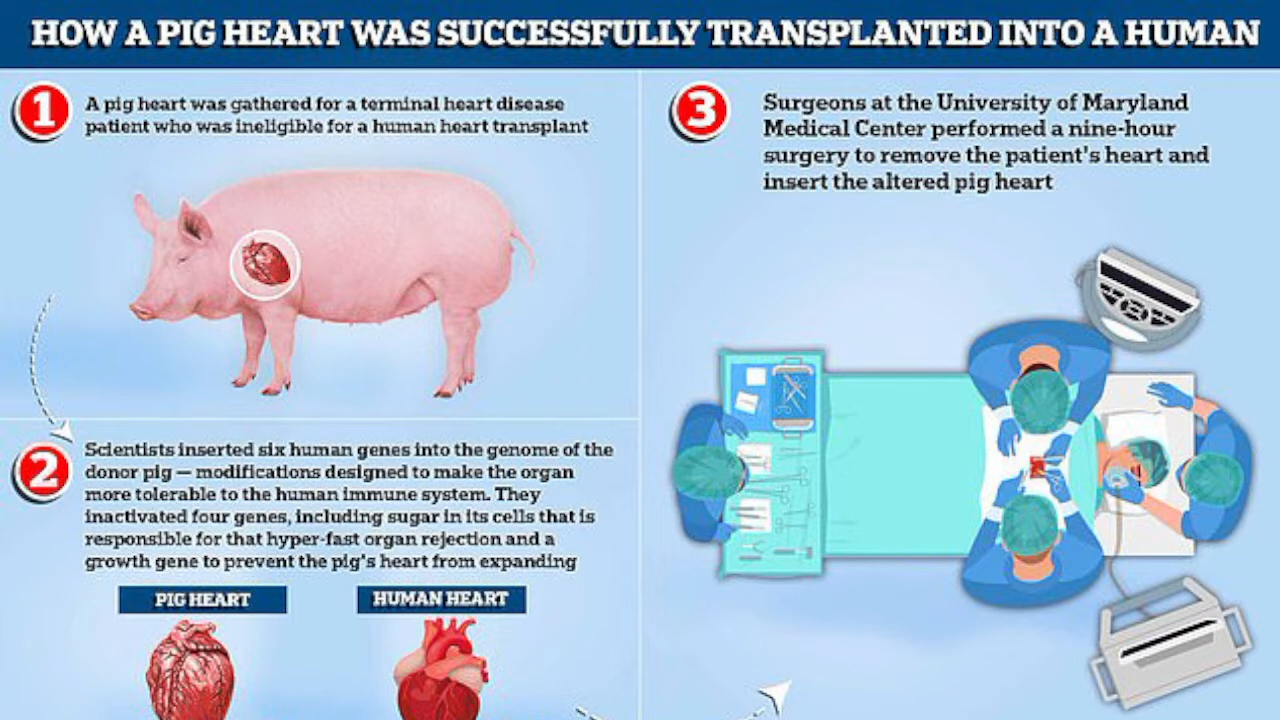 HOW A PIG HEART WAS SUCCESSFULLY TRANSPLANTED INTO A HUMAN
1
A pig heart was gathered for a terminal heart disease
patient who was ineligible for a human heart transplant
2
Scientists inserted six human genes into the genome of the
donor pig — modifications designed to make the organ
more tolerable to the human immune system. They
inactivated four genes, including sugar in its cells that is
responsible for that hyper-fast organ rejection and a
growth gene to prevent the pig's heart from expanding
PIG HEART
HUMAN HEART
3
Surgeons at the University of Maryland
Medical Center performed a nine-hour
surgery to remove the patient's heart and
insert the altered pig heart